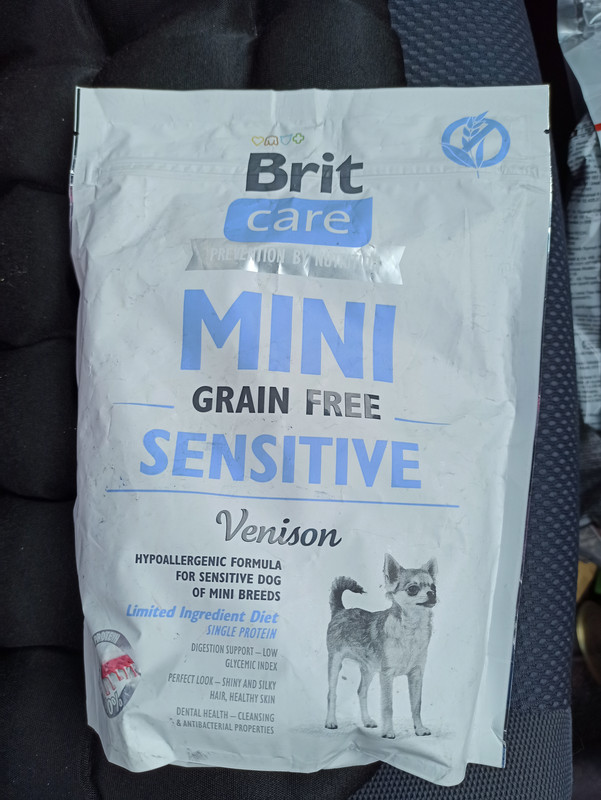 Brit
care
PREVENTION BY
MINI
GRAIN FREE
SENSITIVE
Venison
HYPOALLERGENIC FORMULA
FOR SENSITIVE DOG
OF MINI BREEDS
Limited Ingredient Diet
SINGLE PROTEIN
DIGESTION SUPPORT – LOW
GLYCEMIC INDEX
PERFECT LOOK – SHINY AND SILKY
HAIR, HEALTHY SKIN
DENTAL HEALTH – CLEANSING
& ANTIBACTERIAL PROPERTIES